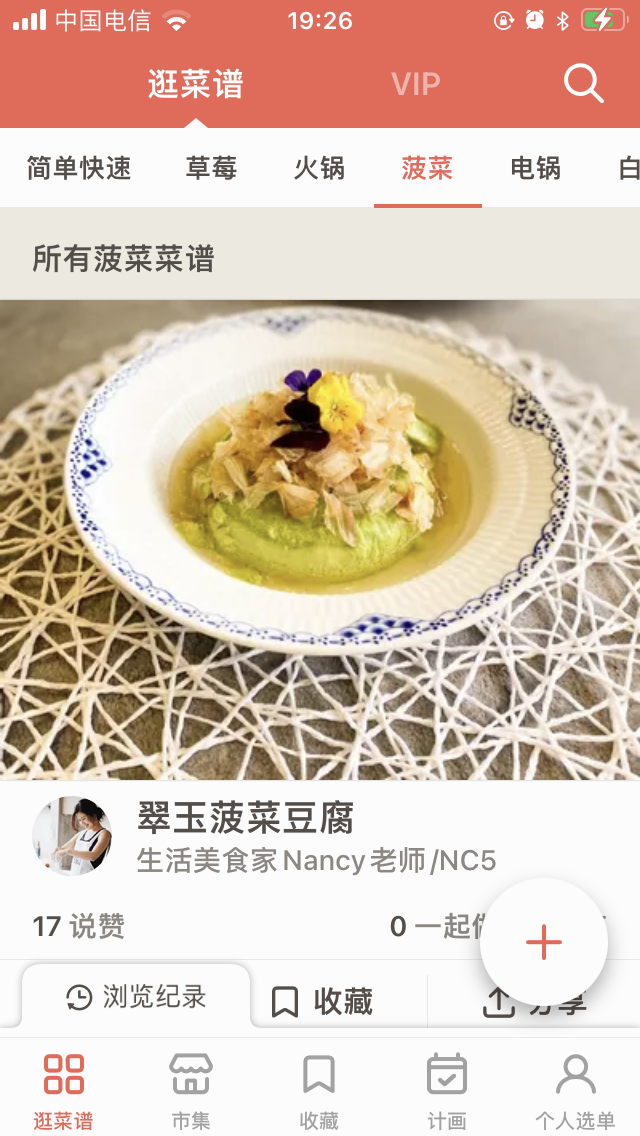 中国电信 19:26
逛菜谱 VIP
简单快速 草莓 火锅 菠菜 电锅 白
所有菠菜菜谱
翠玉菠菜豆腐
生活美食家Nancy老师/NC5
17 说赞 0 一起
浏览纪录 收藏 分享
逛菜谱 市集 收藏 计画 个人选单